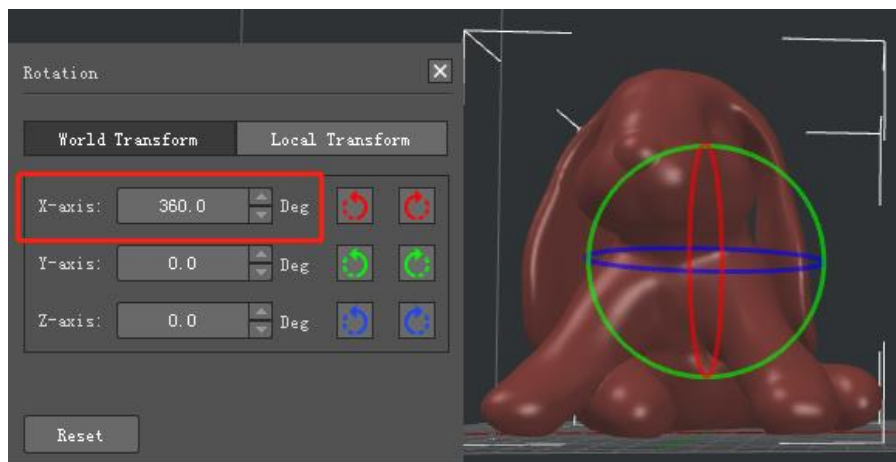 Rotation
World Transform Local Transform
X-axis: 360.0 Deg
Y-axis: 0.0 Deg
Z-axis: 0.0 Deg
Reset